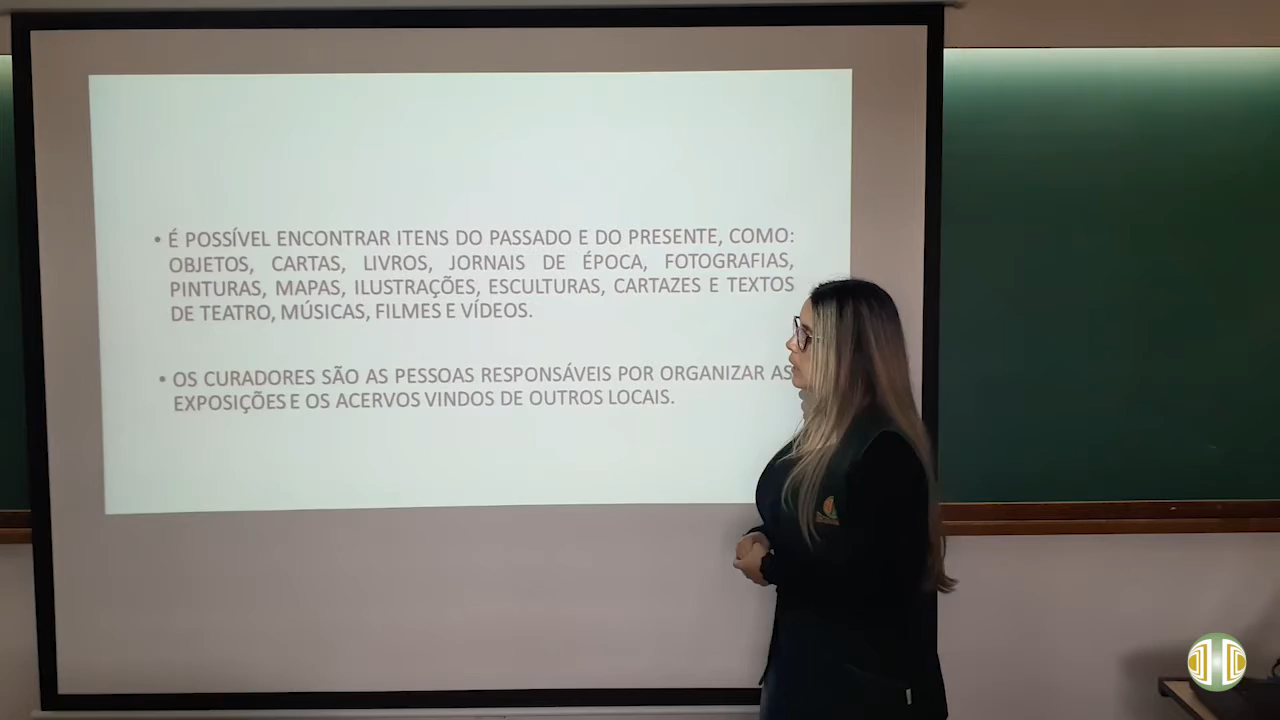 • É POSSÍVEL ENCONTRAR ITENS DO PASSADO E DO PRESENTE, COMO:
OBJETOS, CARTAS, LIVROS, JORNAIS DE ÉPOCA, FOTOGRAFIAS,
PINTURAS, MAPAS, ILUSTRAÇÕES, ESCULTURAS, CARTAZES E TEXTOS
DE TEATRO, MÚSICAS, FILMES E VÍDEOS.
• OS CURADORES SÃO AS PESSOAS RESPONSÁVEIS POR ORGANIZAR AS
EXPOSIÇÕES E OS ACERVOS VINDOS DE OUTROS LOCAIS.